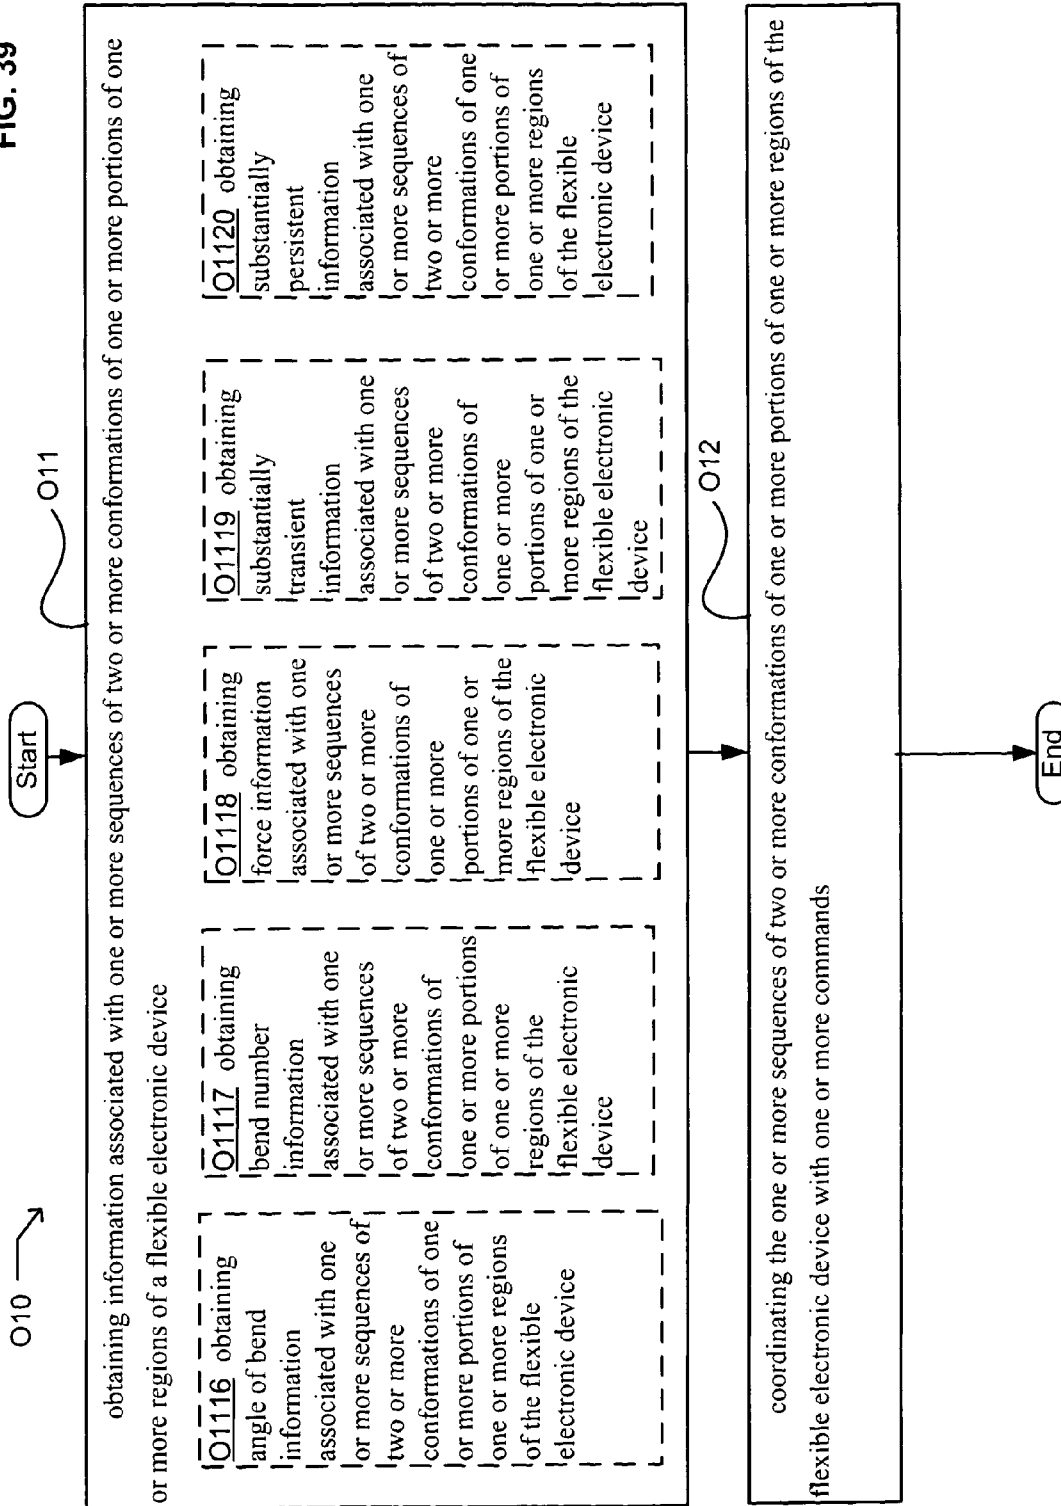 FIG. 39
O10
Start
O11
obtaining information associated with one or more sequences of two or more conformations of one or more portions of one
or more regions of a flexible electronic device
O1116 obtaining
angle of bend
information
associated with one
or more sequences of
two or more
conformations of one
or more portions of
one or more regions
of the flexible
electronic device
O1117 obtaining
bend number
information
associated with one
or more sequences
of two or more
conformations of
one or more portions
of one or more
regions of the
flexible electronic
device
O1118 obtaining
force information
associated with one
or more sequences
of two or more
conformations of
one or more
portions of one or
more regions of the
flexible electronic
device
O1119 obtaining
substantially
transient
information
associated with one
or more sequences
of two or more
conformations of
one or more
portions of one or
more regions of the
flexible electronic
device
O1120 obtaining
substantially
persistent
information
associated with one
or more sequences of
two or more
conformations of one
or more portions of
one or more regions
of the flexible
electronic device
O12
coordinating the one or more sequences of two or more conformations of one or more portions of one or more regions of the
flexible electronic device with one or more commands
End